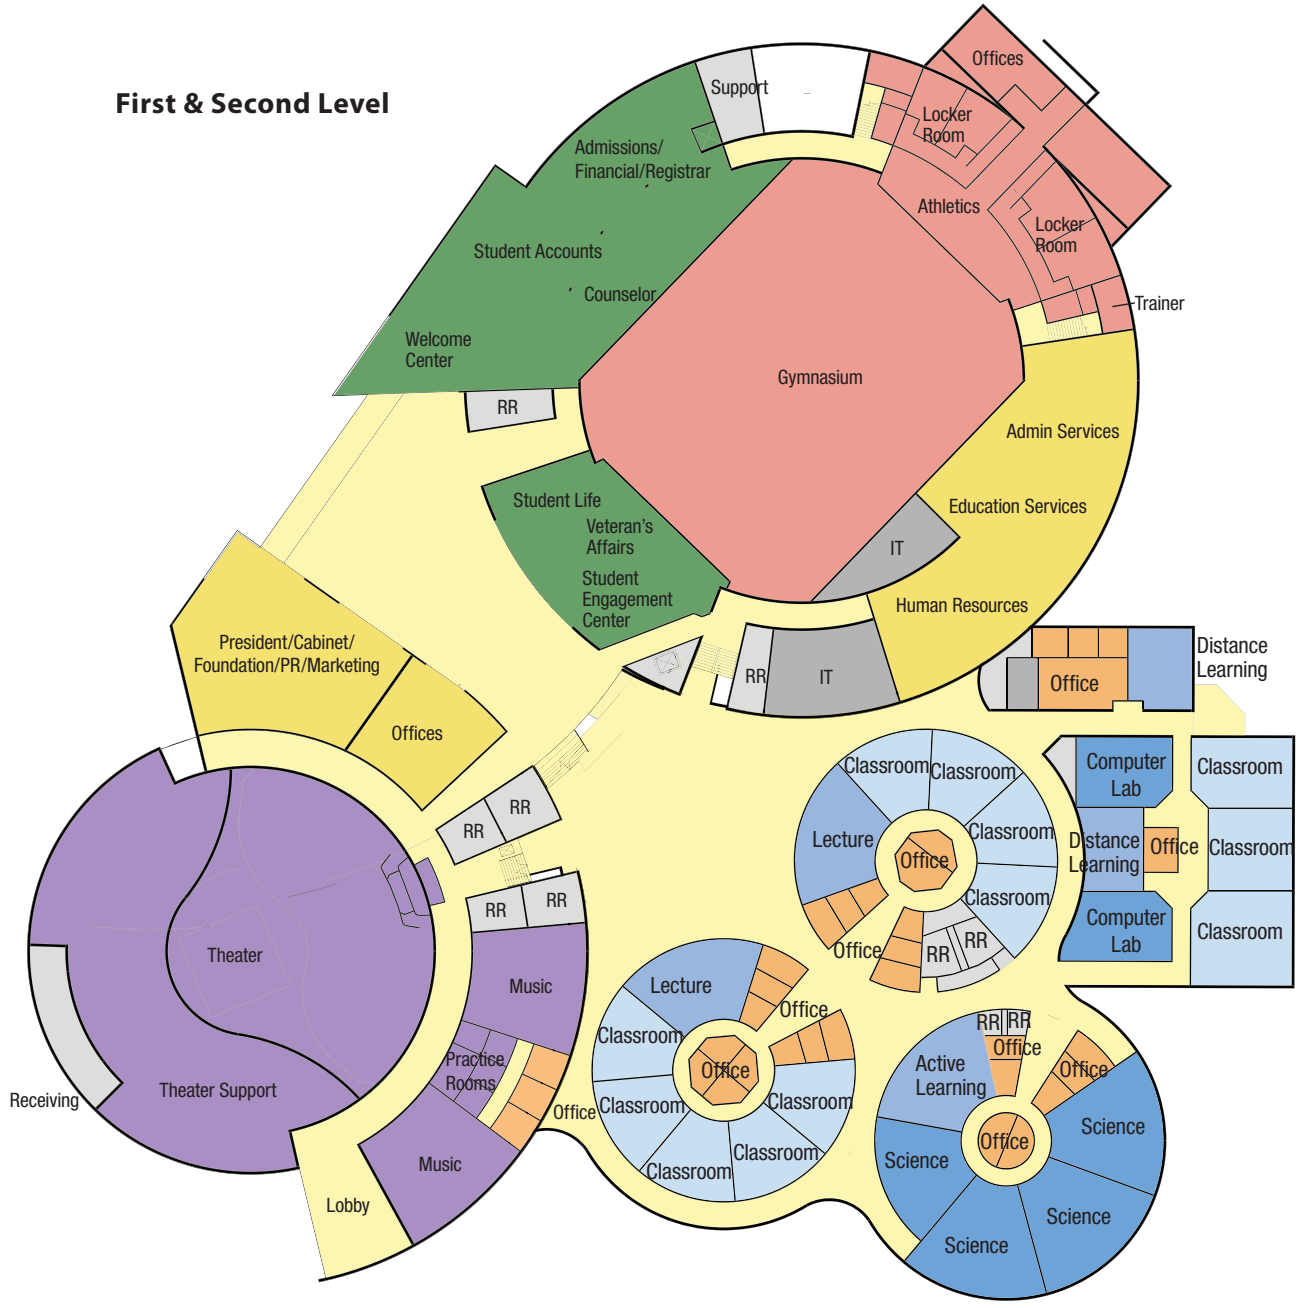 First & Second Level
Offices
Support
Locker
Room
Admissions/
Financial/Registrar
Athletics
Locker
Room
Student Accounts
Counselor
Trainer
Welcome
Center
Gymnasium
RR
Admin Services
Student Life
Veteran's
Affairs
Education Services
IT
Student
Engagement
Center
Human Resources
President/Cabinet/
Foundation/PR/Marketing
RR
IT
Office
Distance
Learning
Offices
Classroom
Classroom
Computer
Lab
Classroom
RR
RR
Lecture
Classroom
Office
Distance
Learning
Office
Classroom
RR
RR
Classroom
Computer
Lab
Classroom
Office
RR
RR
Theater
Music
Lecture
Office
Classroom
RR
RR
Office
Practice
Rooms
Office
Active
Learning
Office
Theater Support
Receiving
Office
Classroom
Classroom
Science
Office
Science
Music
Classroom
Classroom
Lobby
Science
Science